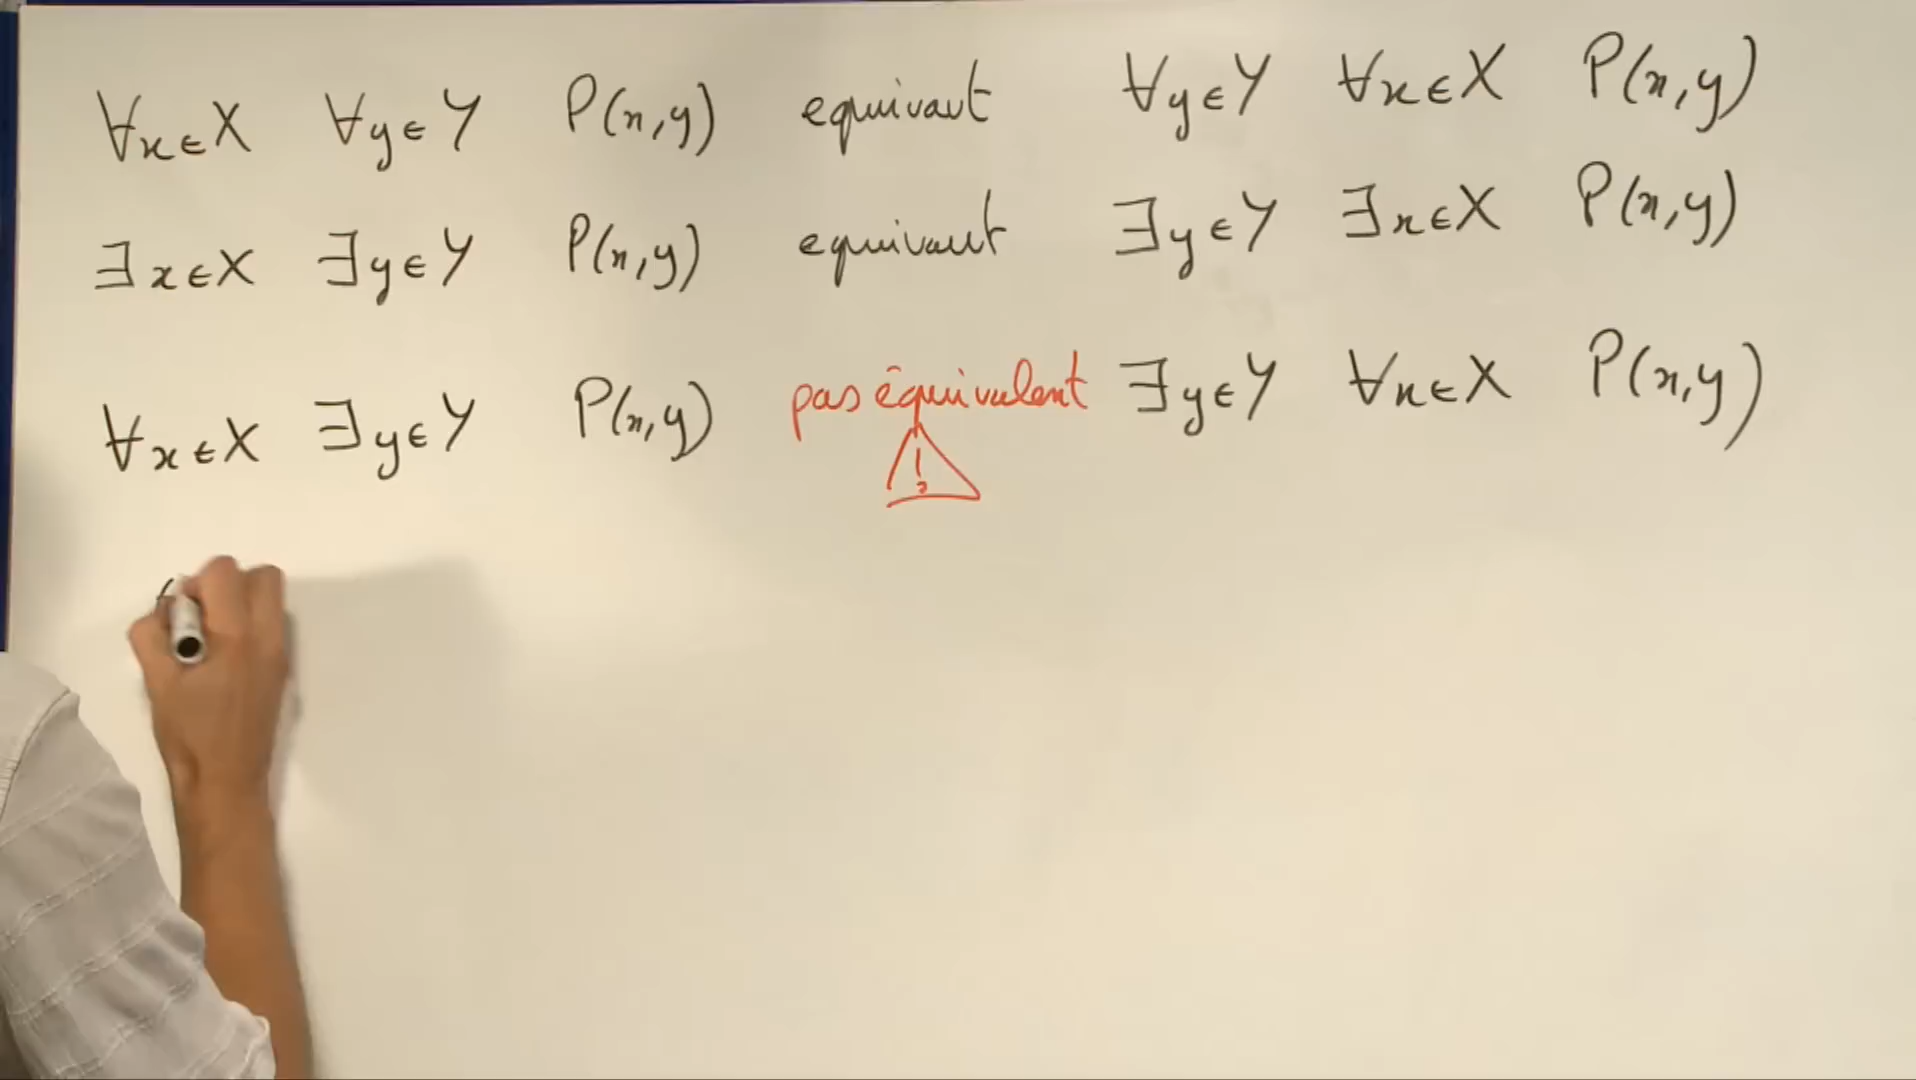 ∀x∈X ∀y∈Y P(x,y) equivaut ∀y∈Y ∀x∈X P(x,y)
∃x∈X ∃y∈Y P(x,y) equivaut ∃y∈Y ∃x∈X P(x,y)
∀x∈X ∃y∈Y P(x,y) pas équivalent ∃y∈Y ∀x∈X P(x,y)
!